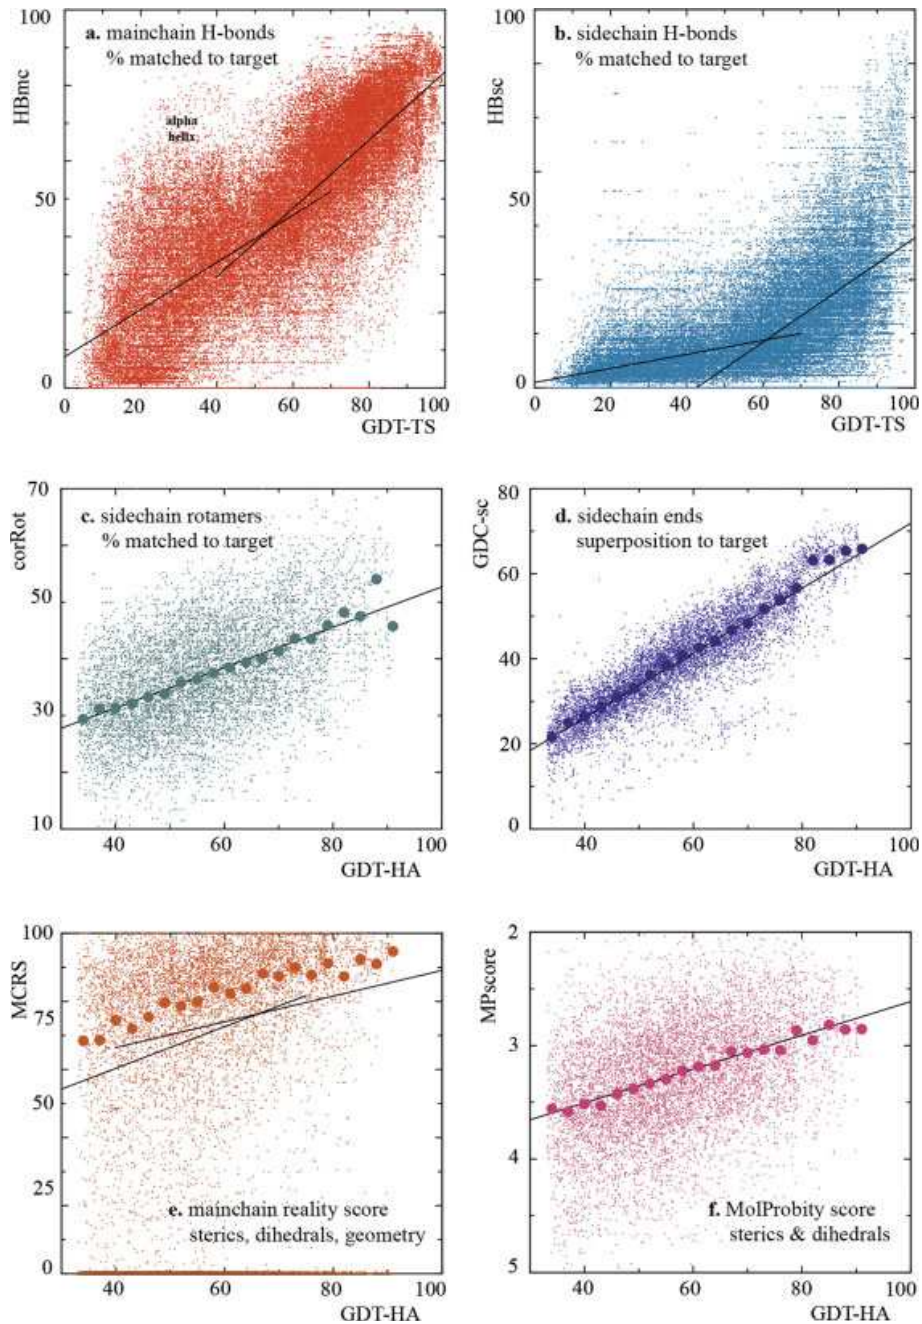 100
a. mainchain H-bonds
% matched to target
HBmc
alpha
helix
50
0
0 20 40 60 80 100
GDT-TS
100
b. sidechain H-bonds
% matched to target
HBsc
50
0
0 20 40 60 80 100
GDT-TS
70
c. sidechain rotamers
% matched to target
corRot
50
30
10
40 60 80 100
GDT-HA
80
d. sidechain ends
superposition to target
GDC-sc
60
40
20
0
40 60 80 100
GDT-HA
100
MCRS
75
50
25
e. mainchain reality score
sterics, dihedrals, geometry
0
40 60 80 100
GDT-HA
2
MPscore
3
4
f. MolProbity score
sterics & dihedrals
5
40 60 80 100
GDT-HA